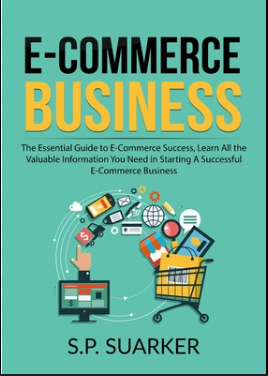 E-COMMERCE
BUSINESS
The Essential Guide to E-Commerce Success, Learn All the
Valuable Information You Need in Starting A Successful
E-Commerce Business
S.P. SUARKER